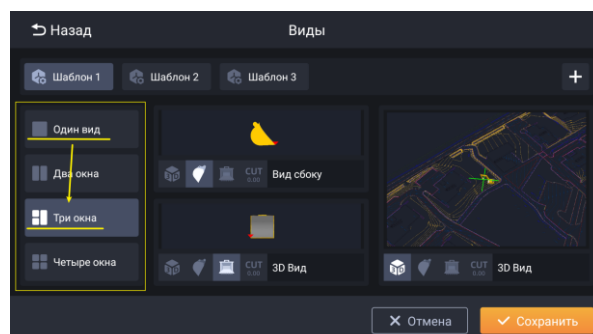 Назад
Виды
Шаблон 1
Шаблон 2
Шаблон 3
+
Один вид
Два окна
Три окна
Четыре окна
CUT
0.00
Вид сбоку
CUT
0.00
3D Вид
3D
CUT
0.00
3D Вид
Отмена
Сохранить